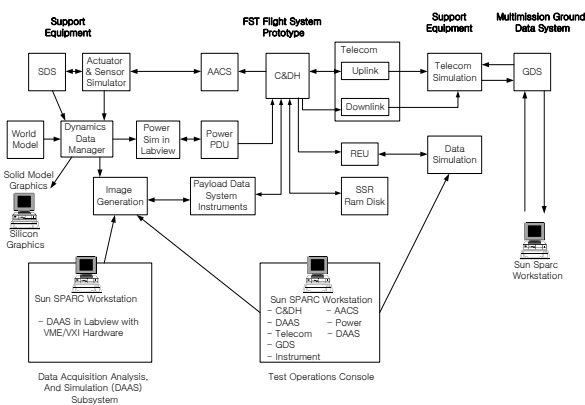 Support
Equipment
FST Flight System
Prototype
Support
Equipment
Multimission Ground
Data System
SDS
Actuator
& Sensor
Simulator
AACS
C&DH
Telecom
Uplink
Downlink
Telecom
Simulation
GDS
World
Model
Dynamics
Data
Manager
Power
Sim in
Labview
Power
PDU
REU
Data
Simulation
Solid Model
Graphics
Silicon
Graphics
Image
Generation
Payload Data
System
Instruments
SSR
Ram Disk
Sun Sparc
Workstation
Sun SPARC Workstation
– DAAS in Labview with
VME/VXI Hardware
Sun SPARC Workstation
– C&DH – AACS
– DAAS – Power
– Telecom – DAAS
– GDS
– Instrument
Data Acquisition Analysis,
And Simulation (DAAS)
Subsystem
Test Operations Console